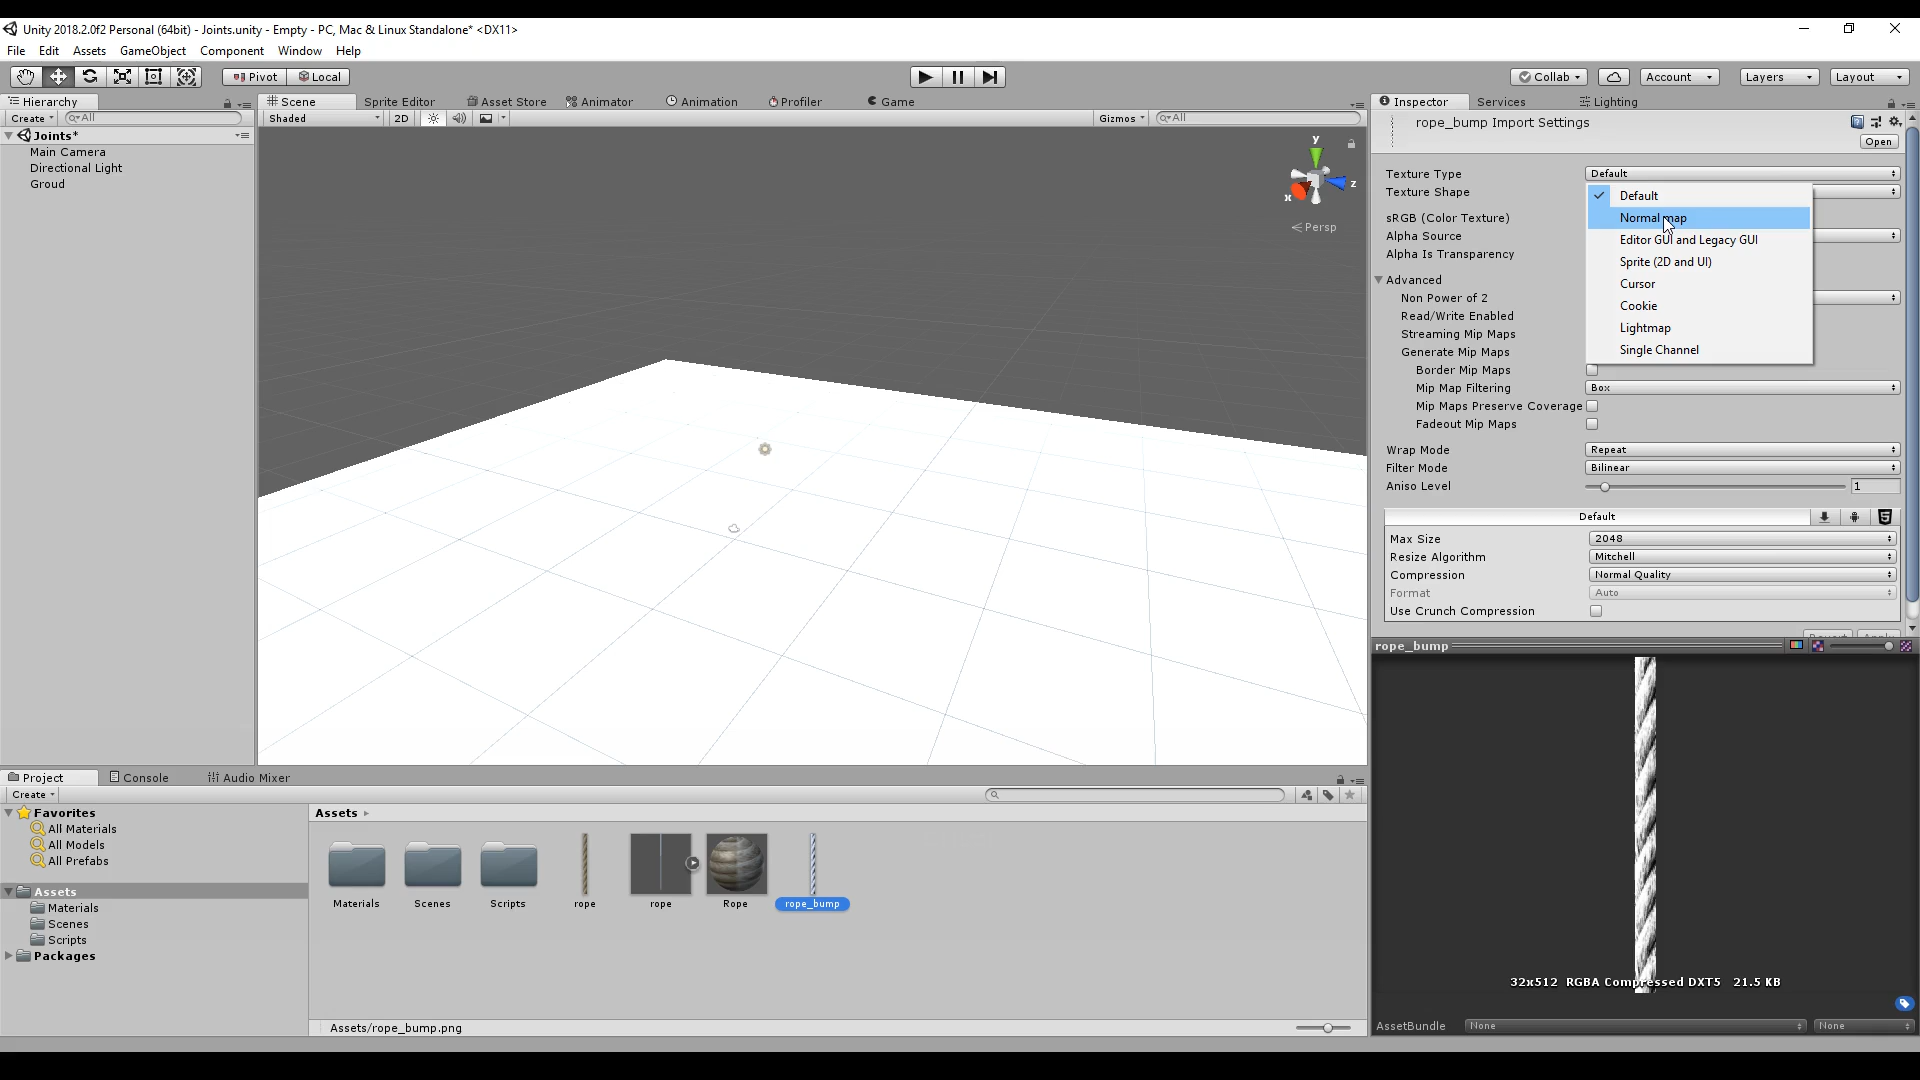 Unity 2018.2.0f2 Personal (64bit) - Joints.unity - Empty - PC, Mac & Linux Standalone* <DX11>
File Edit Assets GameObject Component Window Help
Pivot Local Collab Account Layers Layout
Hierarchy Scene Sprite Editor Asset Store Animator Animation Profiler Game Inspector Services Lighting
Create All Shaded 2D Gizmos All
rope_bump Import Settings
Open
Joints*
Main Camera
Directional Light
Groud
y
x
z
Persp
Texture Type Default
Texture Shape
sRGB (Color Texture)
Alpha Source
Alpha Is Transparency
Advanced
Non Power of 2
Read/Write Enabled
Streaming Mip Maps
Generate Mip Maps
Border Mip Maps
Mip Map Filtering Box
Mip Maps Preserve Coverage
Fadeout Mip Maps
Default
Normal map
Editor GUI and Legacy GUI
Sprite (2D and UI)
Cursor
Cookie
Lightmap
Single Channel
Wrap Mode Repeat
Filter Mode Bilinear
Aniso Level 1
Default
Max Size 2048
Resize Algorithm Mitchell
Compression Normal Quality
Format Auto
Use Crunch Compression
Revert Apply
rope_bump
32x512 RGBA Compressed DXT5 21.5 KB
AssetBundle None None
Project Console Audio Mixer
Create
Favorites
All Materials
All Models
All Prefabs
Assets
Materials
Scenes
Scripts
Packages
Assets
Materials Scenes Scripts rope rope Rope rope_bump
Assets/rope_bump.png